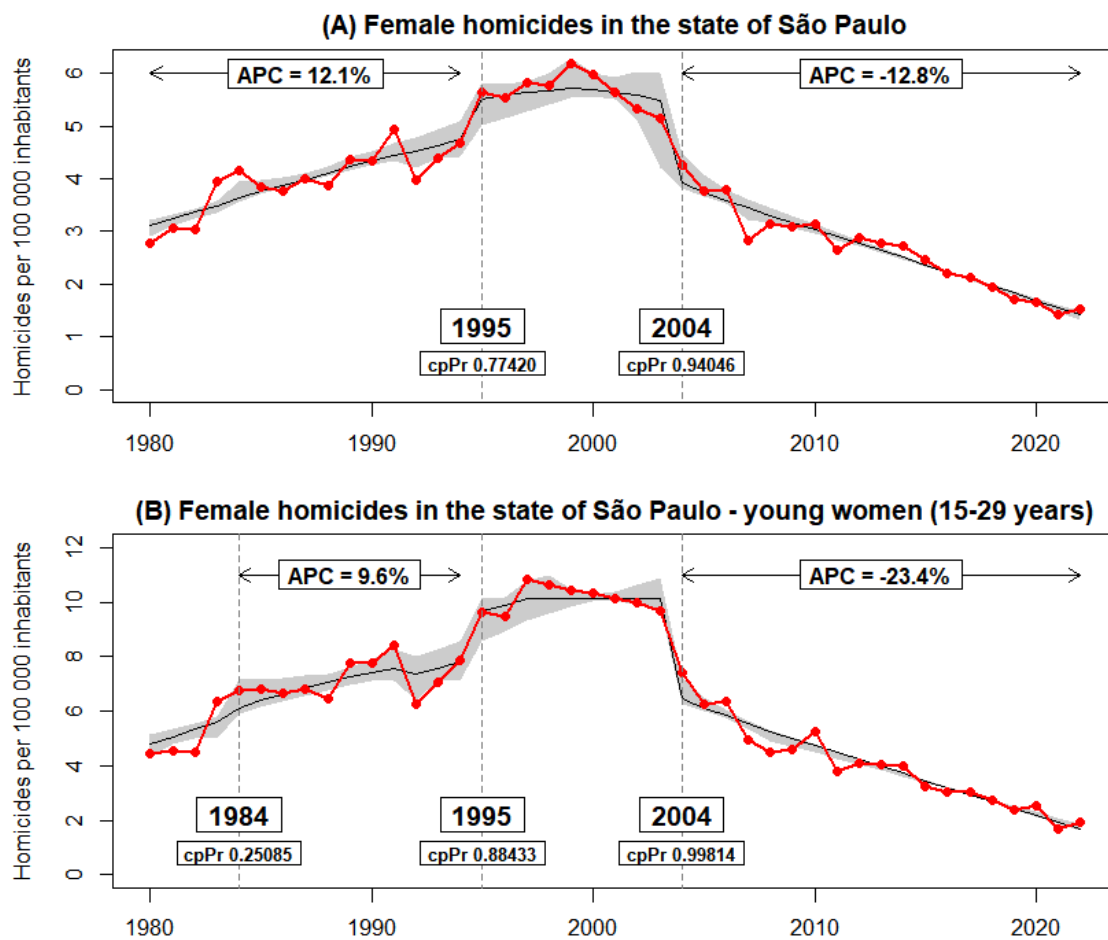 (A) Female homicides in the state of São Paulo
Homicides per 100 000 inhabitants
6
5
4
3
2
1
0
APC = 12.1%
APC = -12.8%
1995
2004
cpPr 0.77420
cpPr 0.94046
1980
1990
2000
2010
2020
(B) Female homicides in the state of São Paulo - young women (15-29 years)
Homicides per 100 000 inhabitants
12
10
8
6
4
2
0
APC = 9.6%
APC = -23.4%
1984
1995
2004
cpPr 0.25085
cpPr 0.88433
cpPr 0.99814
1980
1990
2000
2010
2020